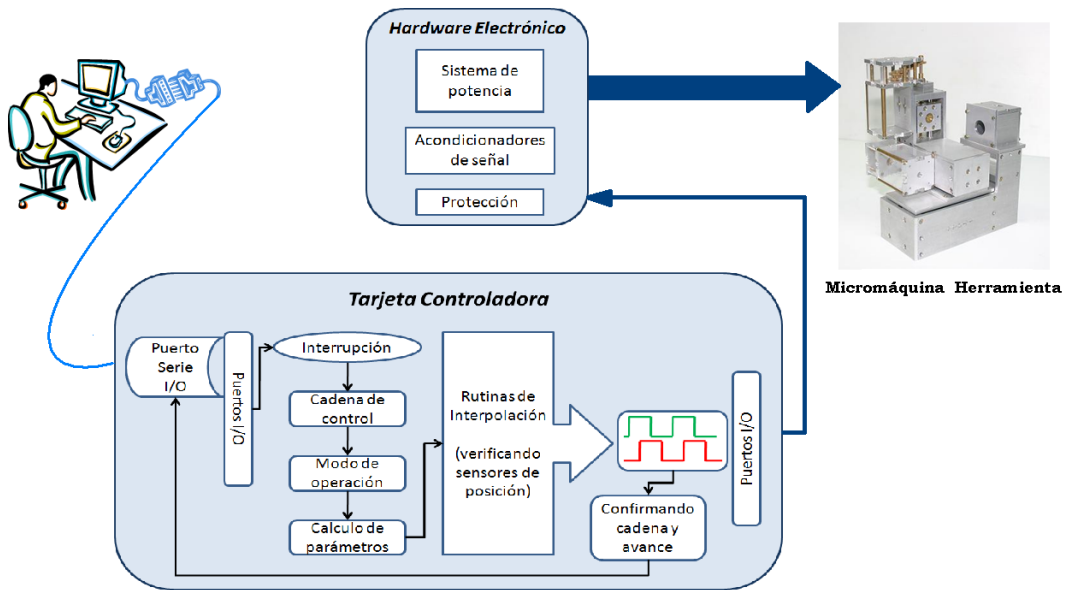 Hardware Electrónico
Sistema de
potencia
Acondicionadores
de señal
Protección
Micromáquina Herramienta
Tarjeta Controladora
Puerto
Serie
I/O
Puertos I/O
Interrupción
Cadena de
control
Modo de
operación
Calculo de
parámetros
Rutinas de
Interpolación
(verificando
sensores de
posición)
Confirmando
cadena y
avance
Puertos I/O